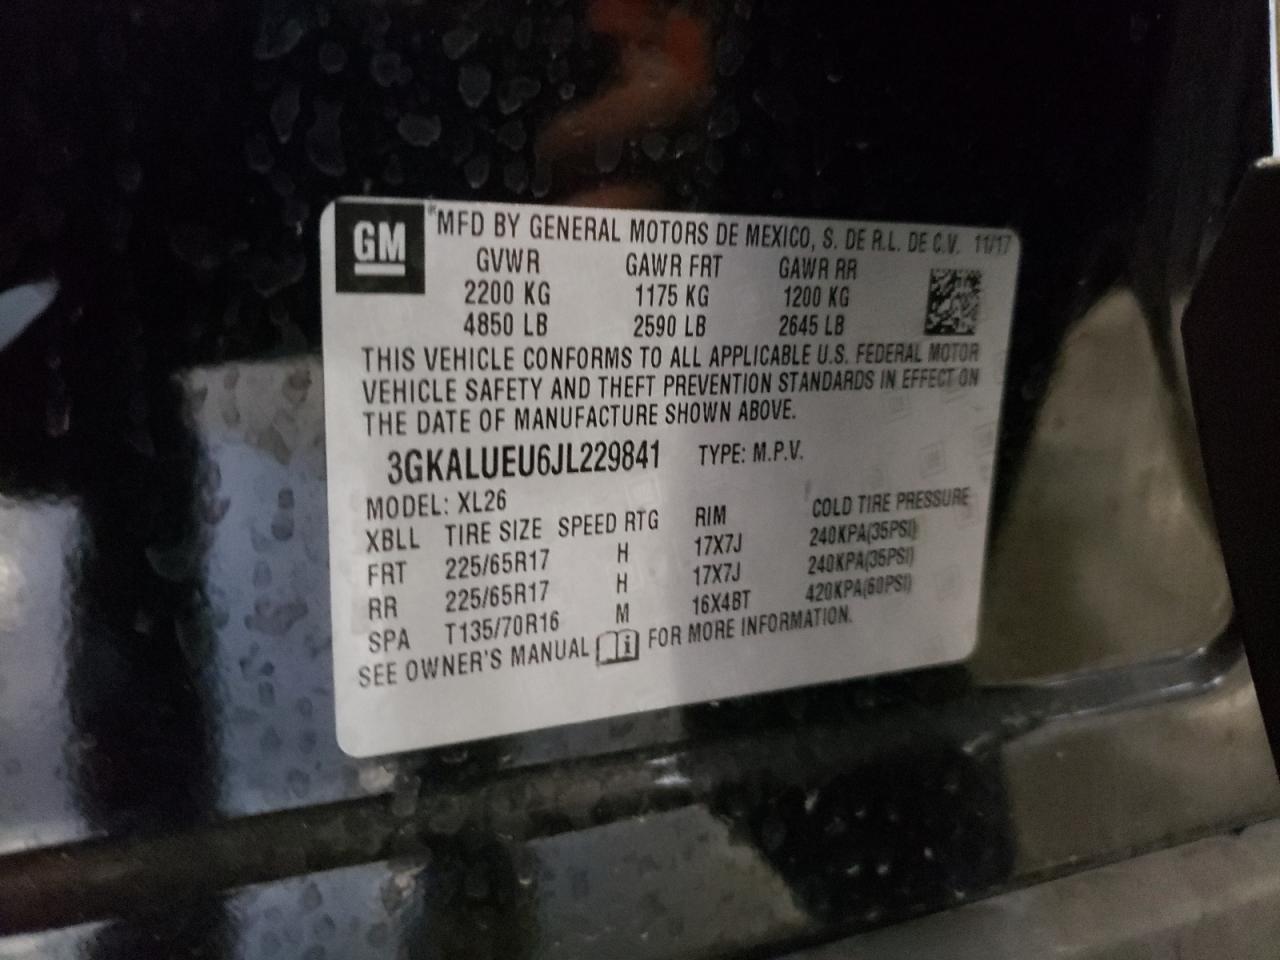 GM
*MFD BY GENERAL MOTORS DE MEXICO, S. DE R.L. DE C.V. 11/17
GVWR GAWR FRT GAWR RR
2200 KG 1175 KG 1200 KG
4850 LB 2590 LB 2645 LB
THIS VEHICLE CONFORMS TO ALL APPLICABLE U.S. FEDERAL MOTOR
VEHICLE SAFETY AND THEFT PREVENTION STANDARDS IN EFFECT ON
THE DATE OF MANUFACTURE SHOWN ABOVE.
3GKALUEU6JL229841 TYPE: M.P.V.
MODEL: XL26
XBLL TIRE SIZE SPEED RTG RIM COLD TIRE PRESSURE
FRT 225/65R17 H 17X7J 240KPA(35PSI)
RR 225/65R17 H 17X7J 240KPA(35PSI)
SPA T135/70R16 M 16X4BT 420KPA(60PSI)
SEE OWNER'S MANUAL i FOR MORE INFORMATION.